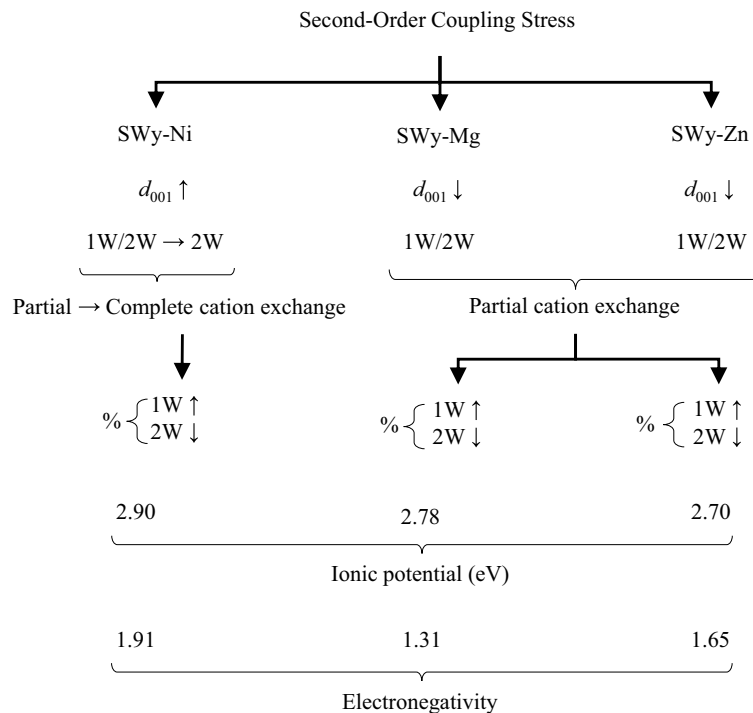 Second-Order Coupling Stress
SWy-Ni SWy-Mg SWy-Zn
d001 ↑ d001 ↓ d001 ↓
1W/2W → 2W 1W/2W 1W/2W
Partial → Complete cation exchange Partial cation exchange
% { 1W ↑ % { 1W ↑ % { 1W ↑
2W ↓ 2W ↓ 2W ↓
2.90 2.78 2.70
Ionic potential (eV)
1.91 1.31 1.65
Electronegativity